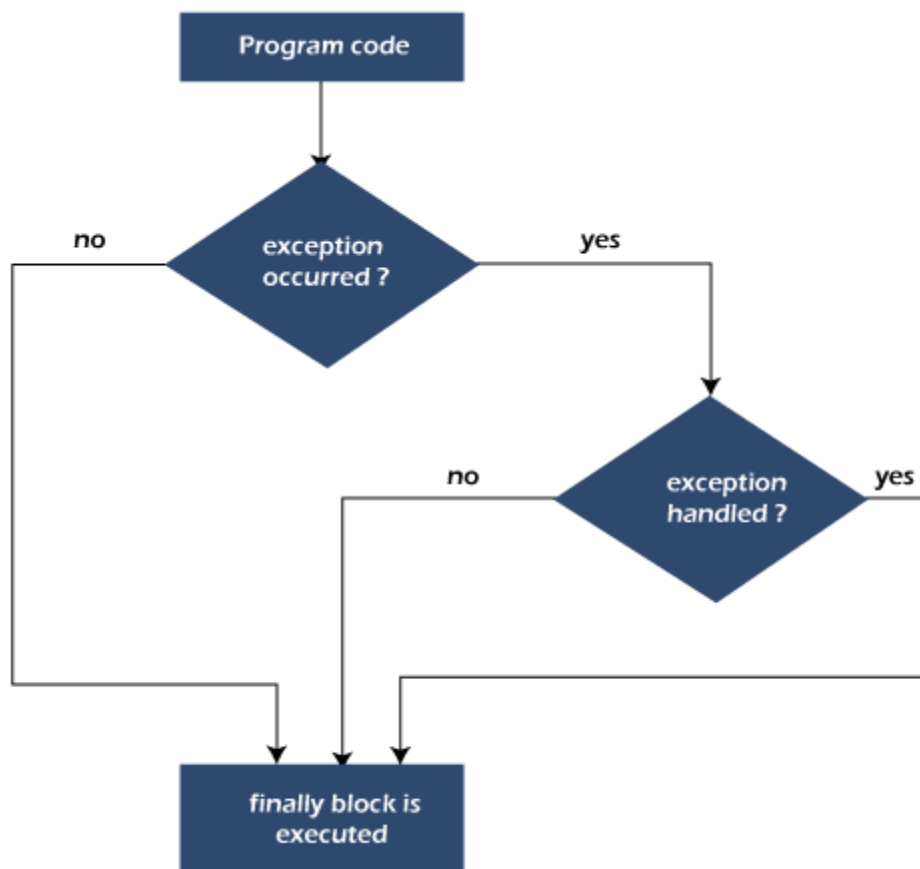 Program code
no
exception
occurred ?
yes
no
exception
handled ?
yes
finally block is
executed